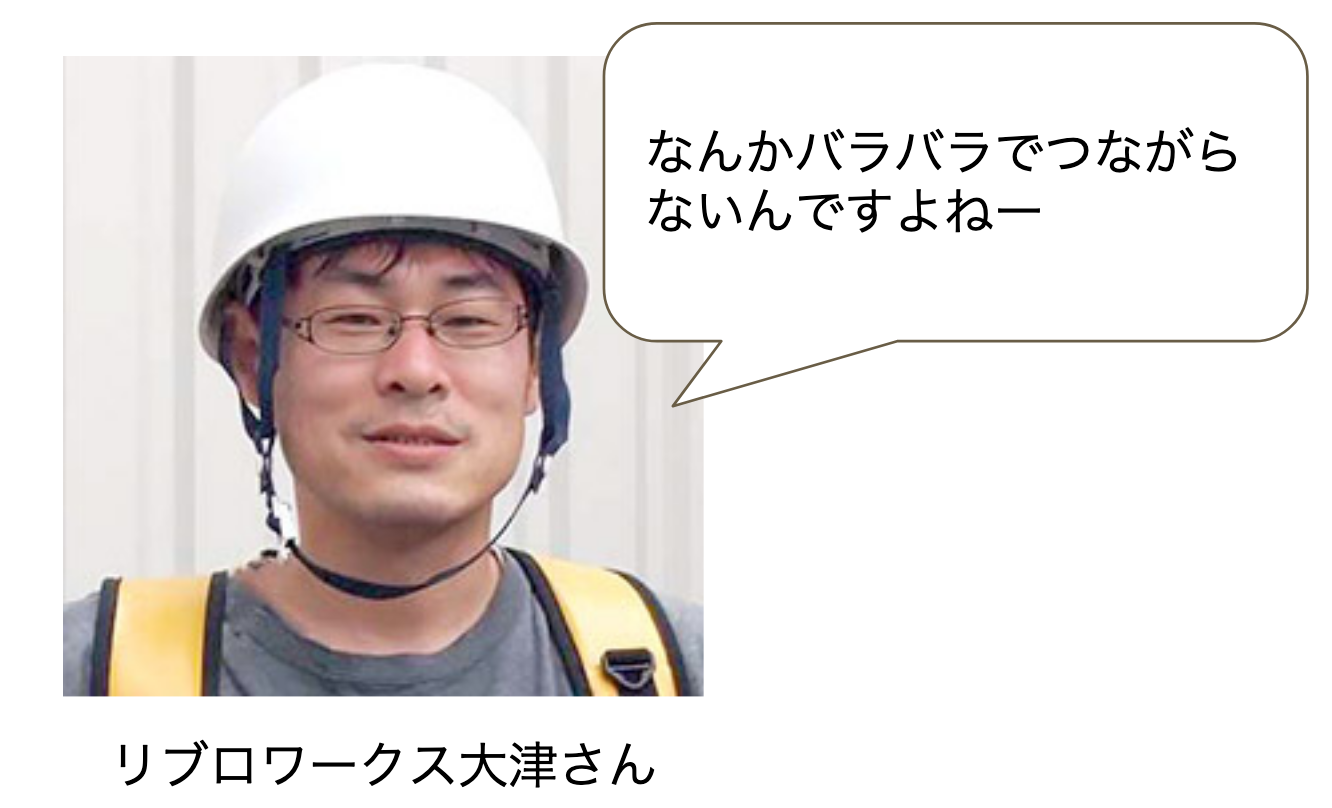 なんかバラバラでつながら
ないんですよねー
リブロワークス大津さん